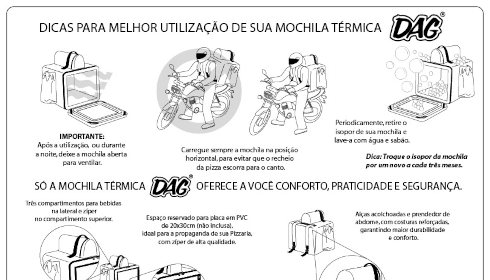 DICAS PARA MELHOR UTILIZAÇÃO DE SUA MOCHILA TÉRMICA DAG®
IMPORTANTE:
Após a utilização, ou durante
a noite, deixe a mochila aberta
para ventilar.
Carregue sempre a mochila na posição
horizontal, para evitar que o recheio
da pizza escorra para o canto.
Periodicamente, retire o
isopor de sua mochila e
lave-a com água e sabão.
Dica: Troque o isopor da mochila
por um novo a cada três meses.
SÓ A MOCHILA TÉRMICA DAG® OFERECE A VOCÊ CONFORTO, PRATICIDADE E SEGURANÇA.
Três compartimentos para bebidas
na lateral e zíper
no compartimento superior.
Espaço reservado para placa em PVC
de 20x30cm (não inclusa),
ideal para a propaganda de sua Pizzaria,
com zíper de alta qualidade.
Alças acolchoadas e prendedor de
abdome, com costuras reforçadas,
garantindo maior durabilidade
e conforto.